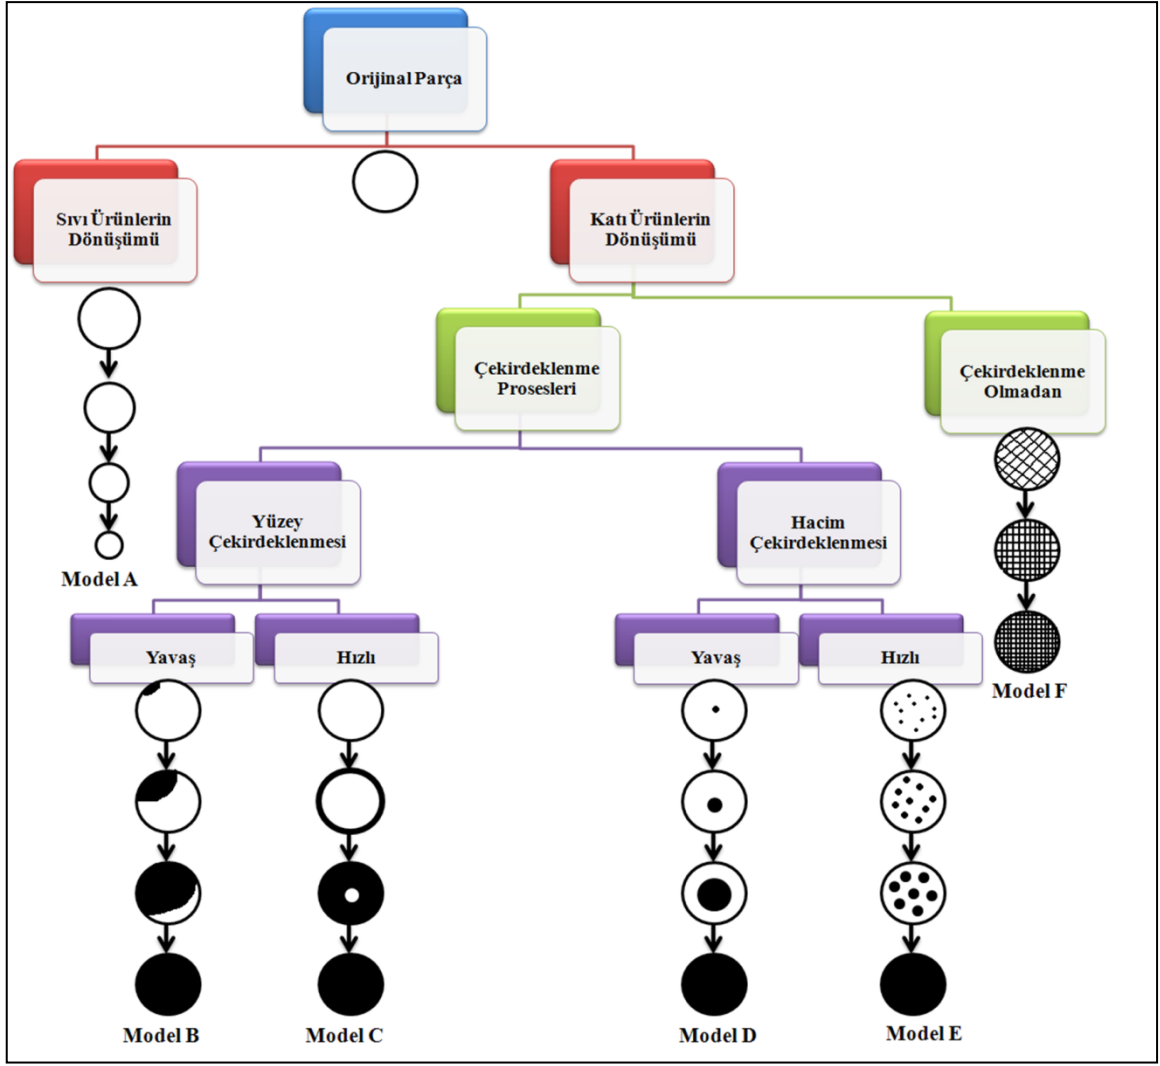 Orijinal Parça
Sıvı Ürünlerin
Dönüşümü
Katı Ürünlerin
Dönüşümü
Çekirdeklenme
Prosesleri
Çekirdeklenme
Olmadan
Yüzey
Çekirdeklenmesi
Hacim
Çekirdeklenmesi
Model A
Yavaş
Hızlı
Yavaş
Hızlı
Model F
Model B
Model C
Model D
Model E